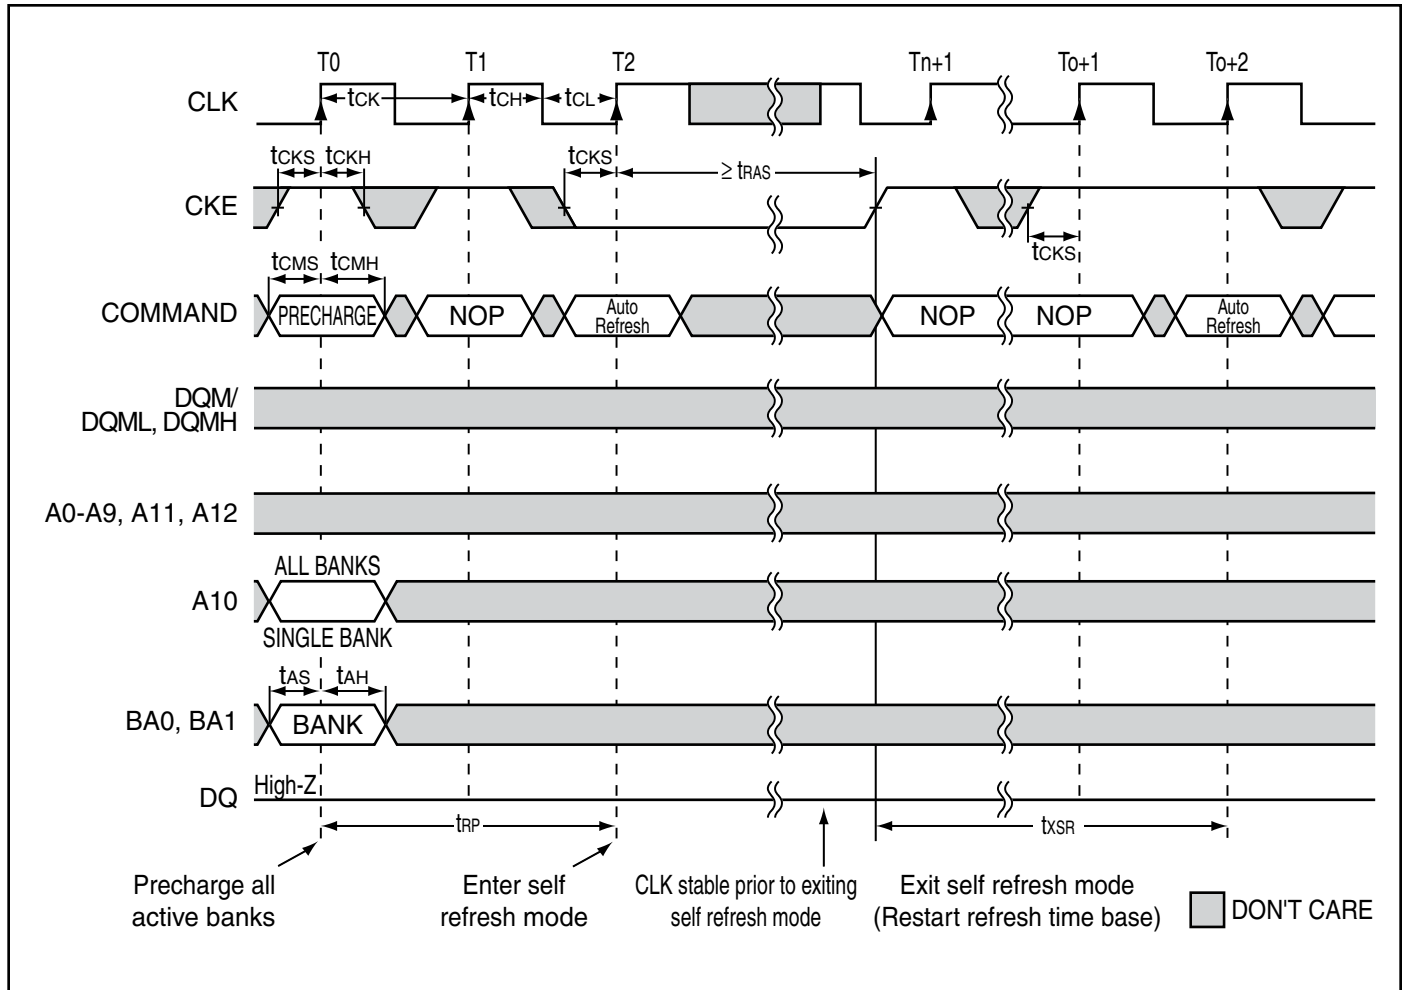 T0 T1 T2 Tn+1 To+1 To+2
CLK
tCK tCH tCL
tCKS tCKH tCKS ≥ tRAS
CKE
tCKS
tCMS tCMH
COMMAND
PRECHARGE NOP Auto Refresh NOP NOP Auto Refresh
DQM/
DQML, DQMH
A0-A9, A11, A12
ALL BANKS
A10
SINGLE BANK
tAS tAH
BA0, BA1 BANK
DQ High-Z
tRP tXSR
Precharge all
active banks
Enter self
refresh mode
CLK stable prior to exiting
self refresh mode
Exit self refresh mode
(Restart refresh time base)
DON'T CARE